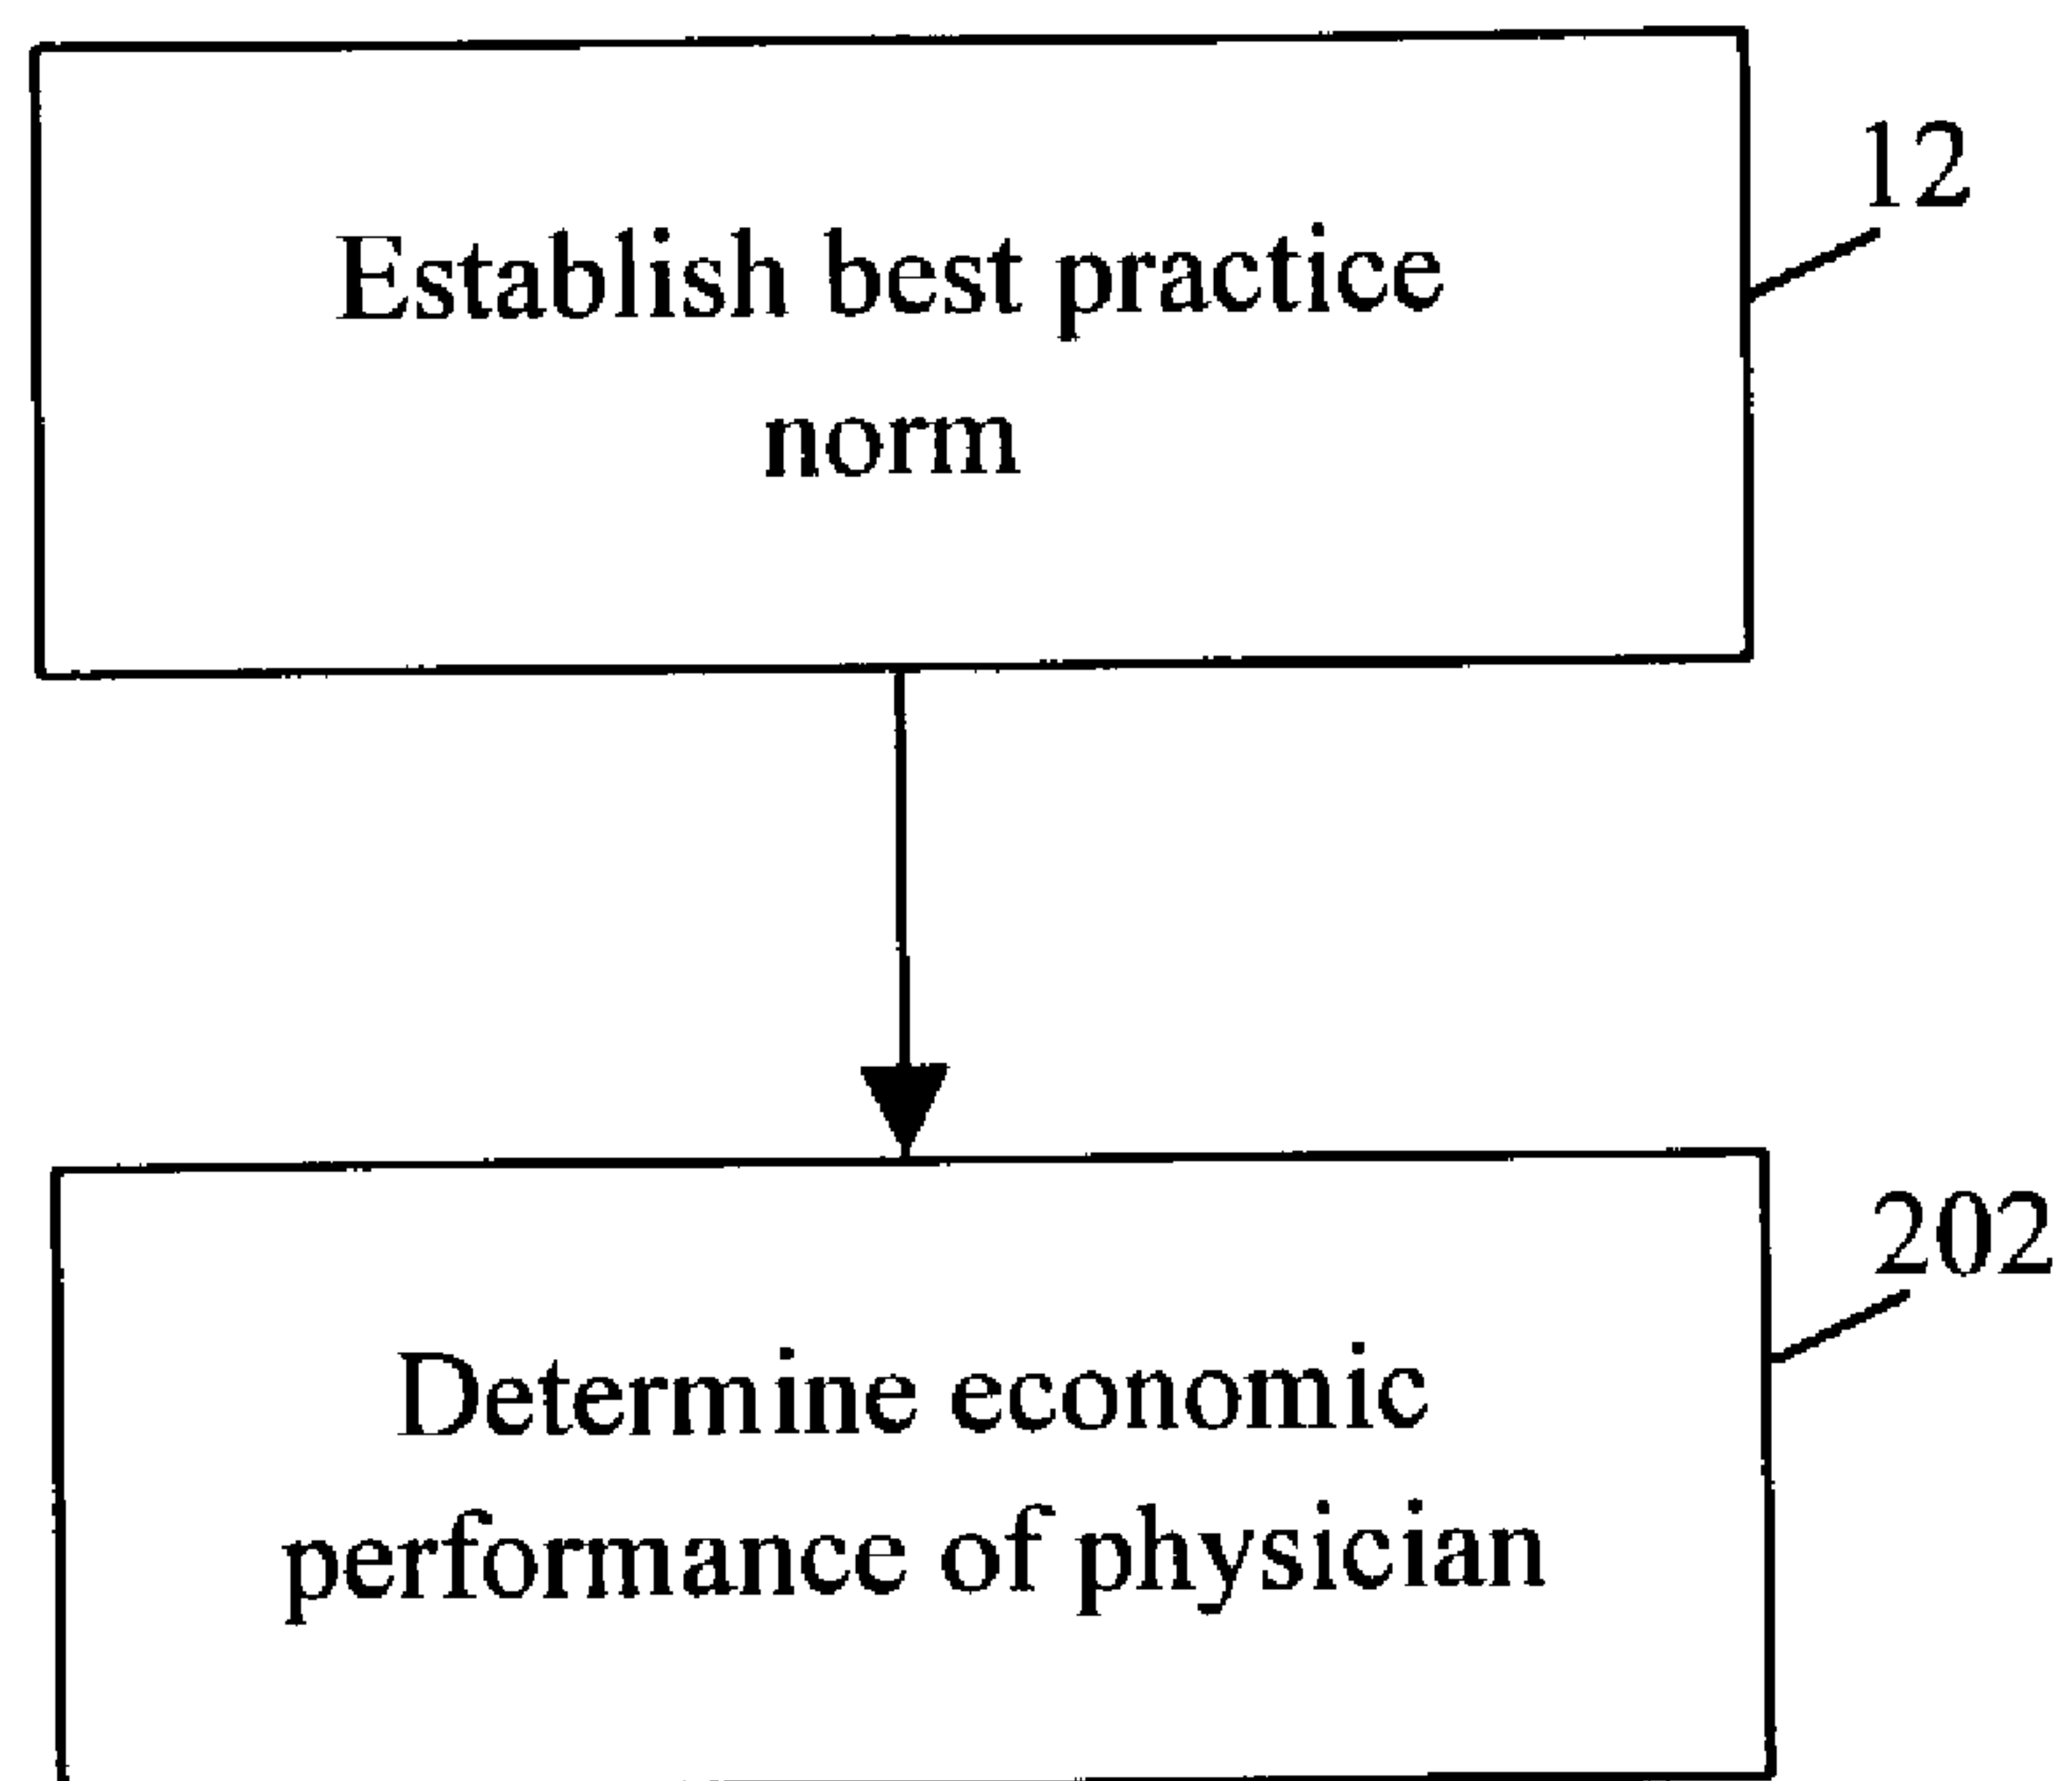 12
Establish best practice
norm
202
Determine economic
performance of physician